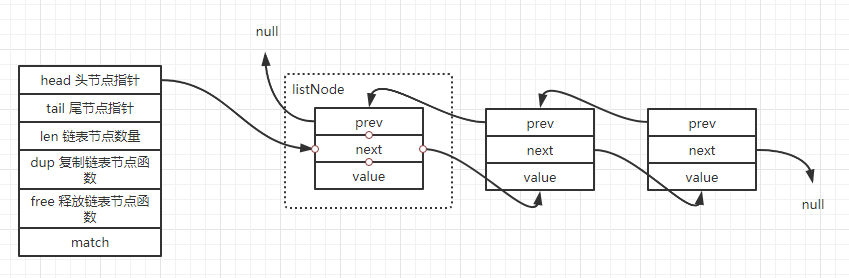 null
head 头节点指针
tail 尾节点指针
len 链表节点数量
dup 复制链表节点函
数
free 释放链表节点函
数
match
listNode
prev
next
value
prev
next
value
prev
next
value
null